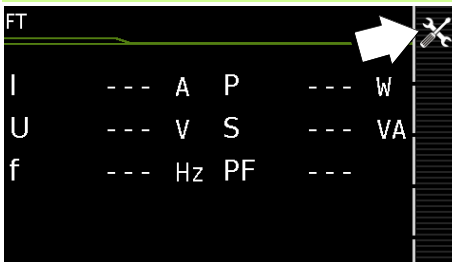 FT
I --- A P --- W
U --- V S --- VA
f --- Hz PF ---